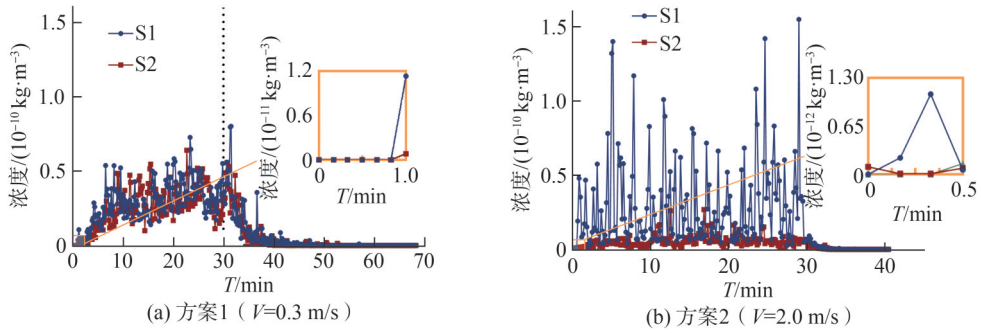 1.5
1.0
0.5
0
浓度/(10⁻¹⁰ kg·m⁻³)
S1
S2
1.2
0.6
0
浓度/(10⁻¹¹ kg·m⁻³)
0 1.0
T/min
0 10 20 30 40 50 60 70
T/min
(a) 方案1（V=0.3 m/s）
1.5
1.0
0.5
0
浓度/(10⁻¹⁰ kg·m⁻³)
S1
S2
1.30
0.65
0
浓度/(10⁻¹² kg·m⁻³)
0 0.5
T/min
0 10 20 30 40
T/min
(b) 方案2（V=2.0 m/s）